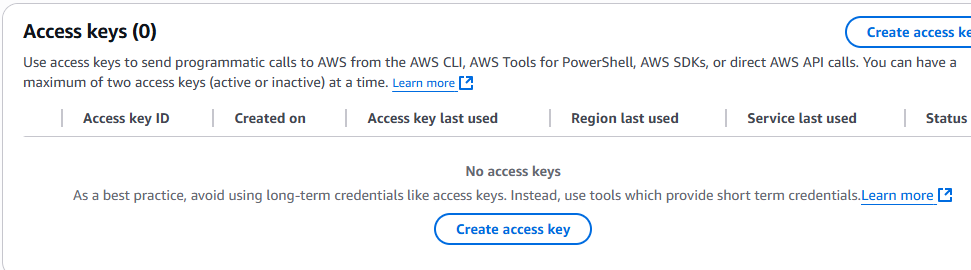 Access keys (0)
Create access ke
Use access keys to send programmatic calls to AWS from the AWS CLI, AWS Tools for PowerShell, AWS SDKs, or direct AWS API calls. You can have a
maximum of two access keys (active or inactive) at a time. Learn more
Access key ID Created on Access key last used Region last used Service last used Status
No access keys
As a best practice, avoid using long-term credentials like access keys. Instead, use tools which provide short term credentials.Learn more
Create access key